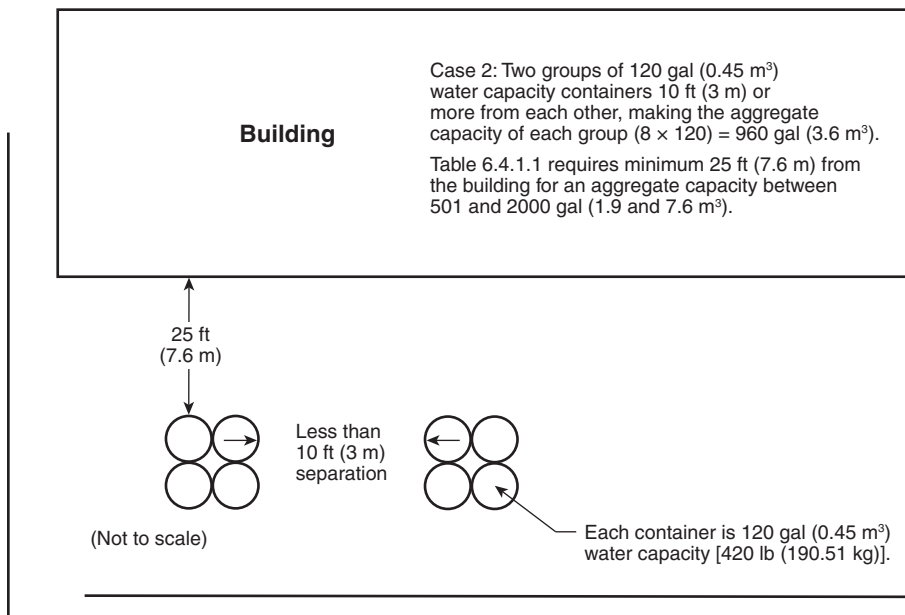 Case 2: Two groups of 120 gal (0.45 m³)
water capacity containers 10 ft (3 m) or
more from each other, making the aggregate
capacity of each group (8 × 120) = 960 gal (3.6 m³).
Building
Table 6.4.1.1 requires minimum 25 ft (7.6 m) from
the building for an aggregate capacity between
501 and 2000 gal (1.9 and 7.6 m³).
25 ft
(7.6 m)
Less than
10 ft (3 m)
separation
(Not to scale)
Each container is 120 gal (0.45 m³)
water capacity [420 lb (190.51 kg)].